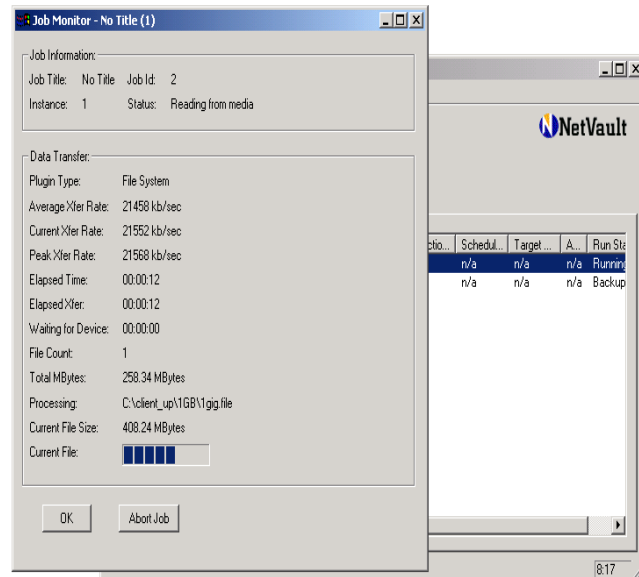 Job Monitor - No Title (1)
Job Information:
Job Title: No Title Job Id: 2
Instance: 1 Status: Reading from media
NetVault
Data Transfer:
Plugin Type: File System
Average Xfer Rate: 21458 kb/sec
Current Xfer Rate: 21552 kb/sec
Peak Xfer Rate: 21568 kb/sec
Elapsed Time: 00:00:12
Elapsed Xfer: 00:00:12
Waiting for Device: 00:00:00
File Count: 1
Total MBytes: 258.34 MBytes
Processing: C:\client_up\1GB\1gig.file
Current File Size: 408.24 MBytes
Current File:
OK Abort Job
ctio... Schedul... Target ... A... Run Sta
n/a n/a n/a Running
n/a n/a n/a Backup
8:17